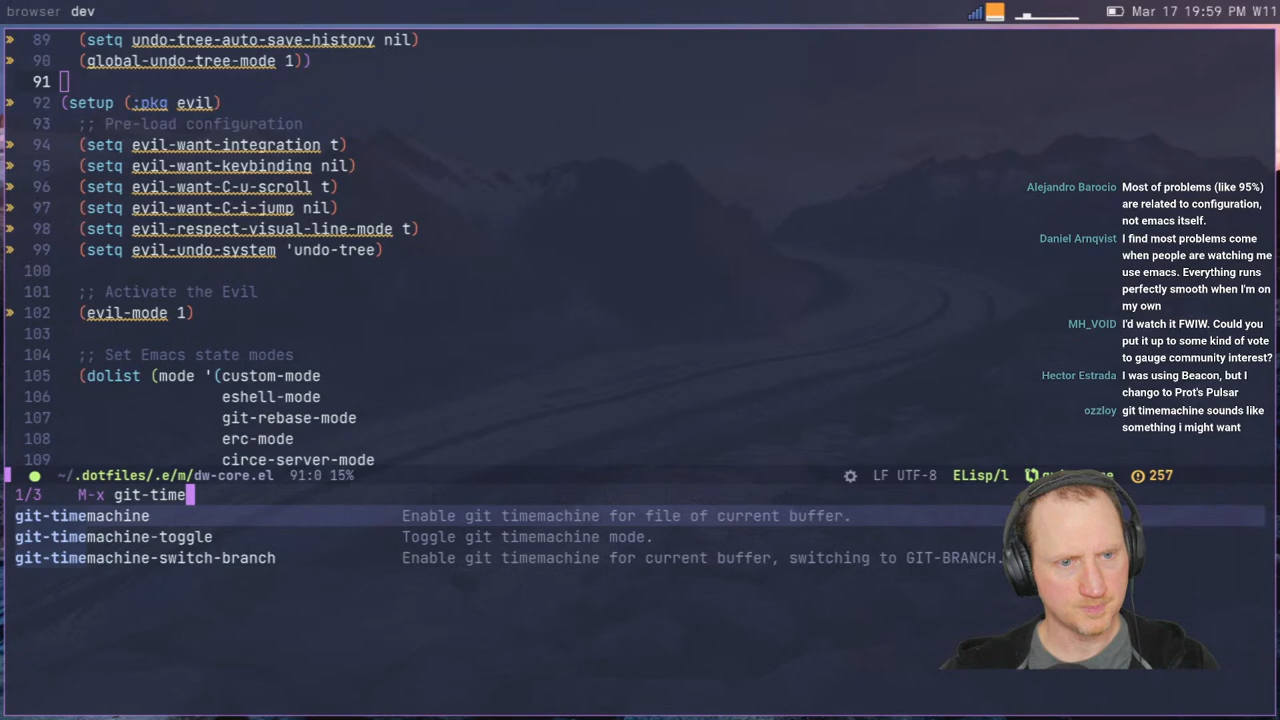 browser dev
Mar 17 19:59 PM W11
» 89 (setq undo-tree-auto-save-history nil)
» 90 (global-undo-tree-mode 1))
91
» 92 (setup (:pkg evil)
93 ;; Pre-load configuration
» 94 (setq evil-want-integration t)
» 95 (setq evil-want-keybinding nil)
» 96 (setq evil-want-C-u-scroll t)
» 97 (setq evil-want-C-i-jump nil)
» 98 (setq evil-respect-visual-line-mode t)
» 99 (setq evil-undo-system 'undo-tree)
100
101 ;; Activate the Evil
» 102 (evil-mode 1)
103
104 ;; Set Emacs state modes
105 (dolist (mode '(custom-mode
106 eshell-mode
107 git-rebase-mode
108 erc-mode
109 circe-server-mode
Alejandro Barocio Most of problems (like 95%)
are related to configuration,
not emacs itself.
Daniel Arnqvist I find most problems come
when people are watching me
use emacs. Everything runs
perfectly smooth when I'm on
my own
MH_VOID I'd watch it FWIW. Could you
put it up to some kind of vote
to gauge community interest?
Hector Estrada I was using Beacon, but I
chango to Prot's Pulsar
ozzloy git timemachine sounds like
something i might want
~/.dotfiles/.e/m/dw-core.el 91:0 15% LF UTF-8 ELisp/l 257
1/3 M-x git-time
git-timemachine Enable git timemachine for file of current buffer.
git-timemachine-toggle Toggle git timemachine mode.
git-timemachine-switch-branch Enable git timemachine for current buffer, switching to GIT-BRANCH.